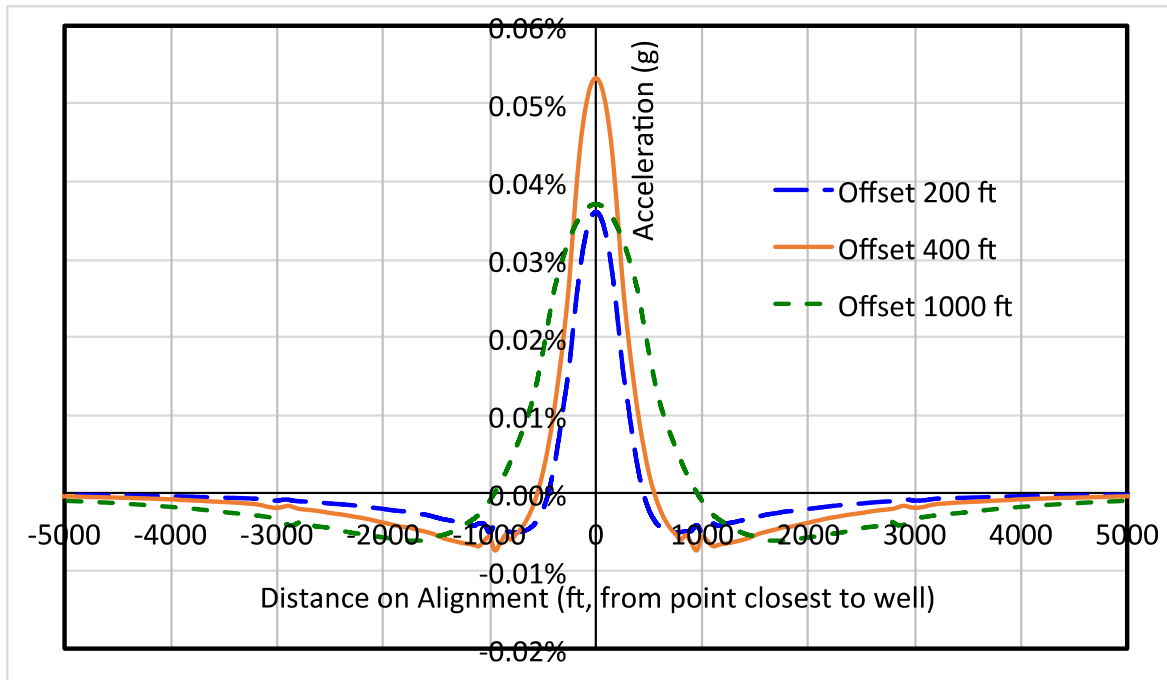 0.06%
0.05%
0.04%
0.03%
0.02%
0.01%
0.00%
-0.01%
-0.02%
Acceleration (g)
Offset 200 ft
Offset 400 ft
Offset 1000 ft
-5000 -4000 -3000 -2000 -1000 0 1000 2000 3000 4000 5000
Distance on Alignment (ft, from point closest to well)